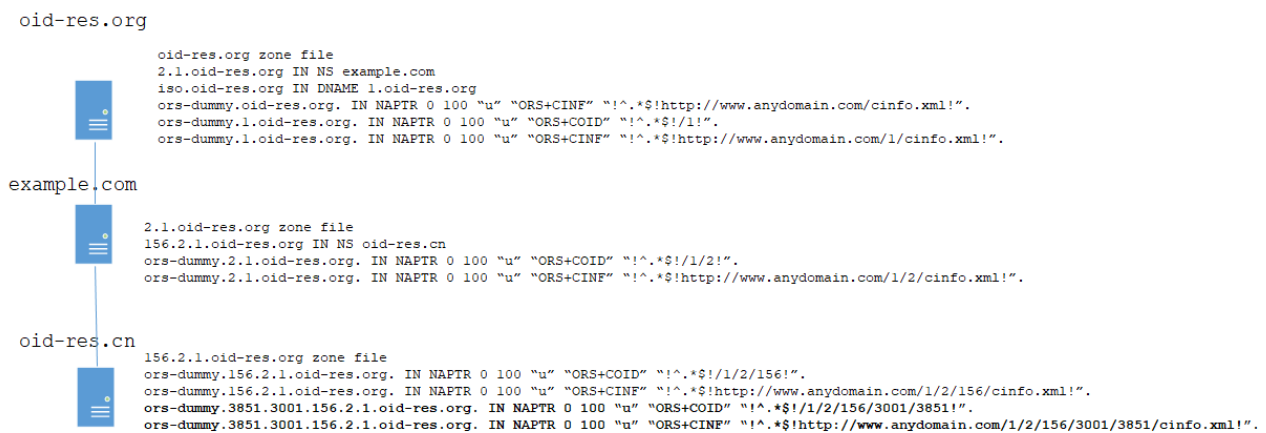 oid-res.org
oid-res.org zone file
2.1.oid-res.org IN NS example.com
iso.oid-res.org IN DNAME 1.oid-res.org
ors-dummy.oid-res.org. IN NAPTR 0 100 “u” “ORS+CINF” “!^.*$!http://www.anydomain.com/cinfo.xml!”.
ors-dummy.1.oid-res.org. IN NAPTR 0 100 “u” “ORS+COID” “!^.*$!/1!”.
ors-dummy.1.oid-res.org. IN NAPTR 0 100 “u” “ORS+CINF” “!^.*$!http://www.anydomain.com/1/cinfo.xml!”.
example.com
2.1.oid-res.org zone file
156.2.1.oid-res.org IN NS oid-res.cn
ors-dummy.2.1.oid-res.org. IN NAPTR 0 100 “u” “ORS+COID” “!^.*$!/1/2!”.
ors-dummy.2.1.oid-res.org. IN NAPTR 0 100 “u” “ORS+CINF” “!^.*$!http://www.anydomain.com/1/2/cinfo.xml!”.
oid-res.cn
156.2.1.oid-res.org zone file
ors-dummy.156.2.1.oid-res.org. IN NAPTR 0 100 “u” “ORS+COID” “!^.*$!/1/2/156!”.
ors-dummy.156.2.1.oid-res.org. IN NAPTR 0 100 “u” “ORS+CINF” “!^.*$!http://www.anydomain.com/1/2/156/cinfo.xml!”.
ors-dummy.3851.3001.156.2.1.oid-res.org. IN NAPTR 0 100 “u” “ORS+COID” “!^.*$!/1/2/156/3001/3851!”.
ors-dummy.3851.3001.156.2.1.oid-res.org. IN NAPTR 0 100 “u” “ORS+CINF” “!^.*$!http://www.anydomain.com/1/2/156/3001/3851/cinfo.xml!”.